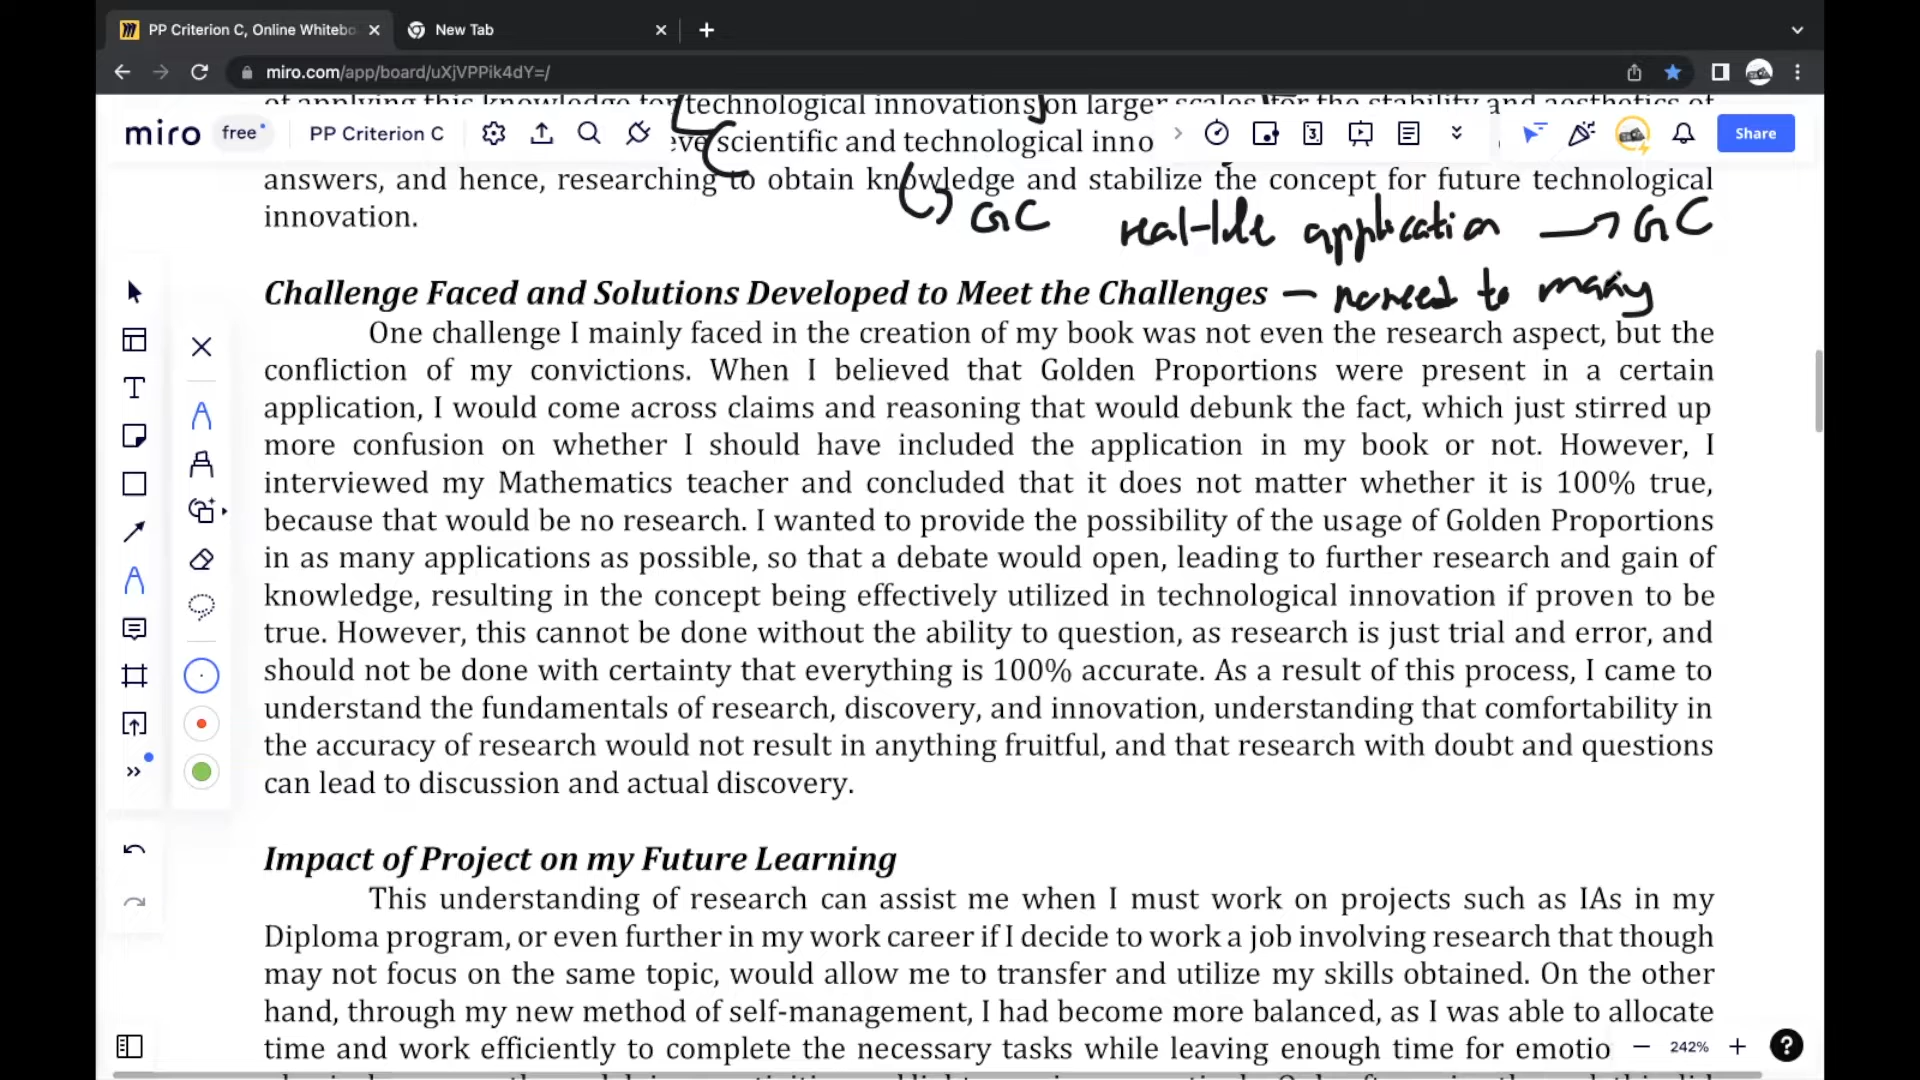 PP Criterion C, Online Whitebo
New Tab
miro.com/app/board/uXjVPPik4dY=/
of applying this knowledge for technological innovations on larger scales for the stability and aesthetics of
miro free PP Criterion C
Share
scientific and technological inno
answers, and hence, researching to obtain knowledge and stabilize the concept for future technological
innovation.
GC real-life application → GC
Challenge Faced and Solutions Developed to Meet the Challenges – no need to many
One challenge I mainly faced in the creation of my book was not even the research aspect, but the
confliction of my convictions. When I believed that Golden Proportions were present in a certain
application, I would come across claims and reasoning that would debunk the fact, which just stirred up
more confusion on whether I should have included the application in my book or not. However, I
interviewed my Mathematics teacher and concluded that it does not matter whether it is 100% true,
because that would be no research. I wanted to provide the possibility of the usage of Golden Proportions
in as many applications as possible, so that a debate would open, leading to further research and gain of
knowledge, resulting in the concept being effectively utilized in technological innovation if proven to be
true. However, this cannot be done without the ability to question, as research is just trial and error, and
should not be done with certainty that everything is 100% accurate. As a result of this process, I came to
understand the fundamentals of research, discovery, and innovation, understanding that comfortability in
the accuracy of research would not result in anything fruitful, and that research with doubt and questions
can lead to discussion and actual discovery.
Impact of Project on my Future Learning
This understanding of research can assist me when I must work on projects such as IAs in my
Diploma program, or even further in my work career if I decide to work a job involving research that though
may not focus on the same topic, would allow me to transfer and utilize my skills obtained. On the other
hand, through my new method of self-management, I had become more balanced, as I was able to allocate
time and work efficiently to complete the necessary tasks while leaving enough time for emotio
242%